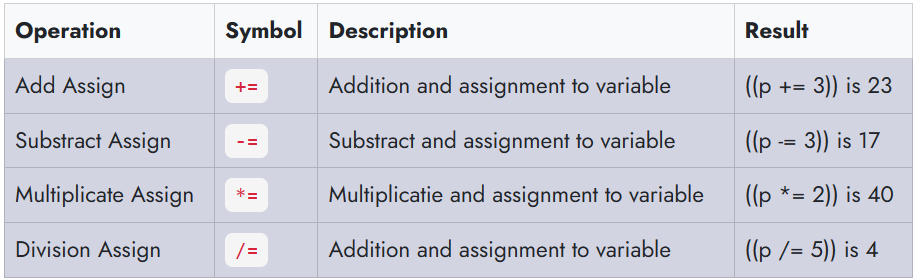 Operation Symbol Description Result
Add Assign += Addition and assignment to variable ((p += 3)) is 23
Substract Assign -= Substract and assignment to variable ((p -= 3)) is 17
Multiplicate Assign *= Multiplicatie and assignment to variable ((p *= 2)) is 40
Division Assign /= Addition and assignment to variable ((p /= 5)) is 4